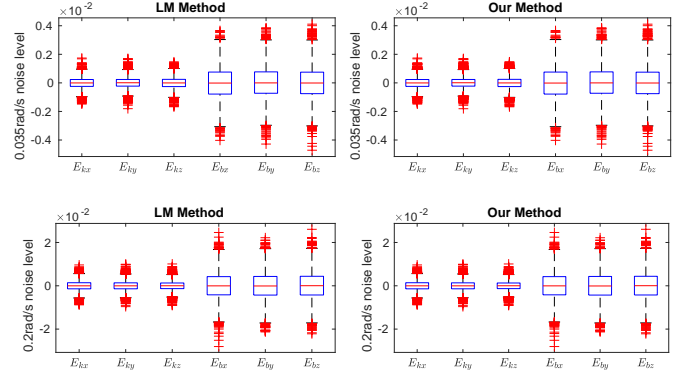 LM Method
×10⁻²
0.035rad/s noise level
0.4
0.2
0
-0.2
-0.4
E_kx E_ky E_kz E_bx E_by E_bz
Our Method
×10⁻²
0.035rad/s noise level
0.4
0.2
0
-0.2
-0.4
E_kx E_ky E_kz E_bx E_by E_bz
LM Method
×10⁻²
0.2rad/s noise level
2
0
-2
E_kx E_ky E_kz E_bx E_by E_bz
Our Method
×10⁻²
0.2rad/s noise level
2
0
-2
E_kx E_ky E_kz E_bx E_by E_bz